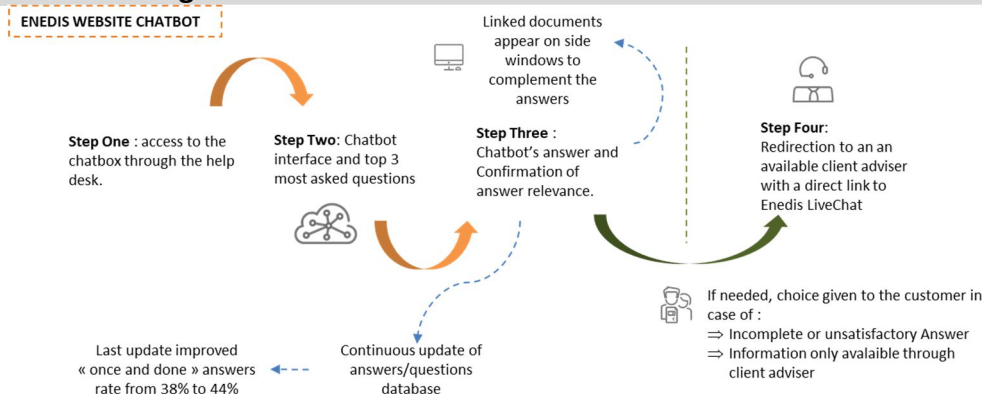 ENEDIS WEBSITE CHATBOT
Linked documents
appear on side
windows to
complement the
answers
Step One : access to the
chatbox through the help
desk.
Step Two: Chatbot
interface and top 3
most asked questions
Step Three :
Chatbot's answer and
Confirmation of
answer relevance.
Step Four:
Redirection to an an
available client adviser
with a direct link to
Enedis LiveChat
If needed, choice given to the customer in
case of :
⇒ Incomplete or unsatisfactory Answer
⇒ Information only avalaible through
client adviser
Continuous update of
answers/questions
database
Last update improved
« once and done » answers
rate from 38% to 44%